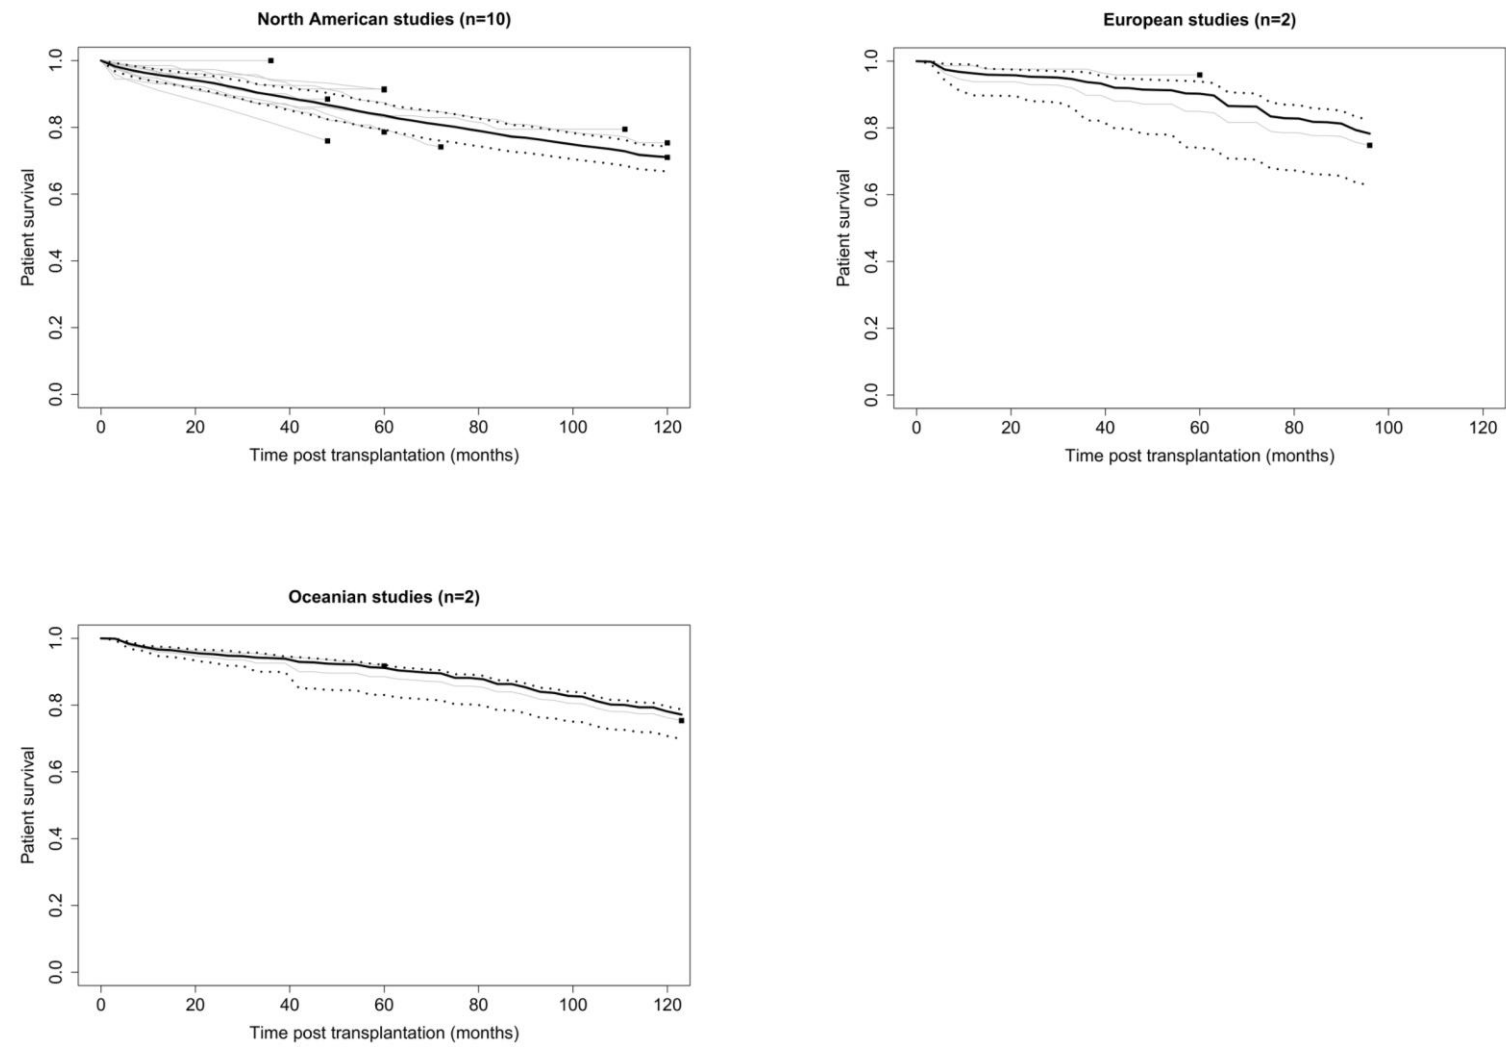 North American studies (n=10)
1.0
0.8
0.6
0.4
0.2
0.0
Patient survival
0 20 40 60 80 100 120
Time post transplantation (months)
European studies (n=2)
1.0
0.8
0.6
0.4
0.2
0.0
Patient survival
0 20 40 60 80 100 120
Time post transplantation (months)
Oceanian studies (n=2)
1.0
0.8
0.6
0.4
0.2
0.0
Patient survival
0 20 40 60 80 100 120
Time post transplantation (months)